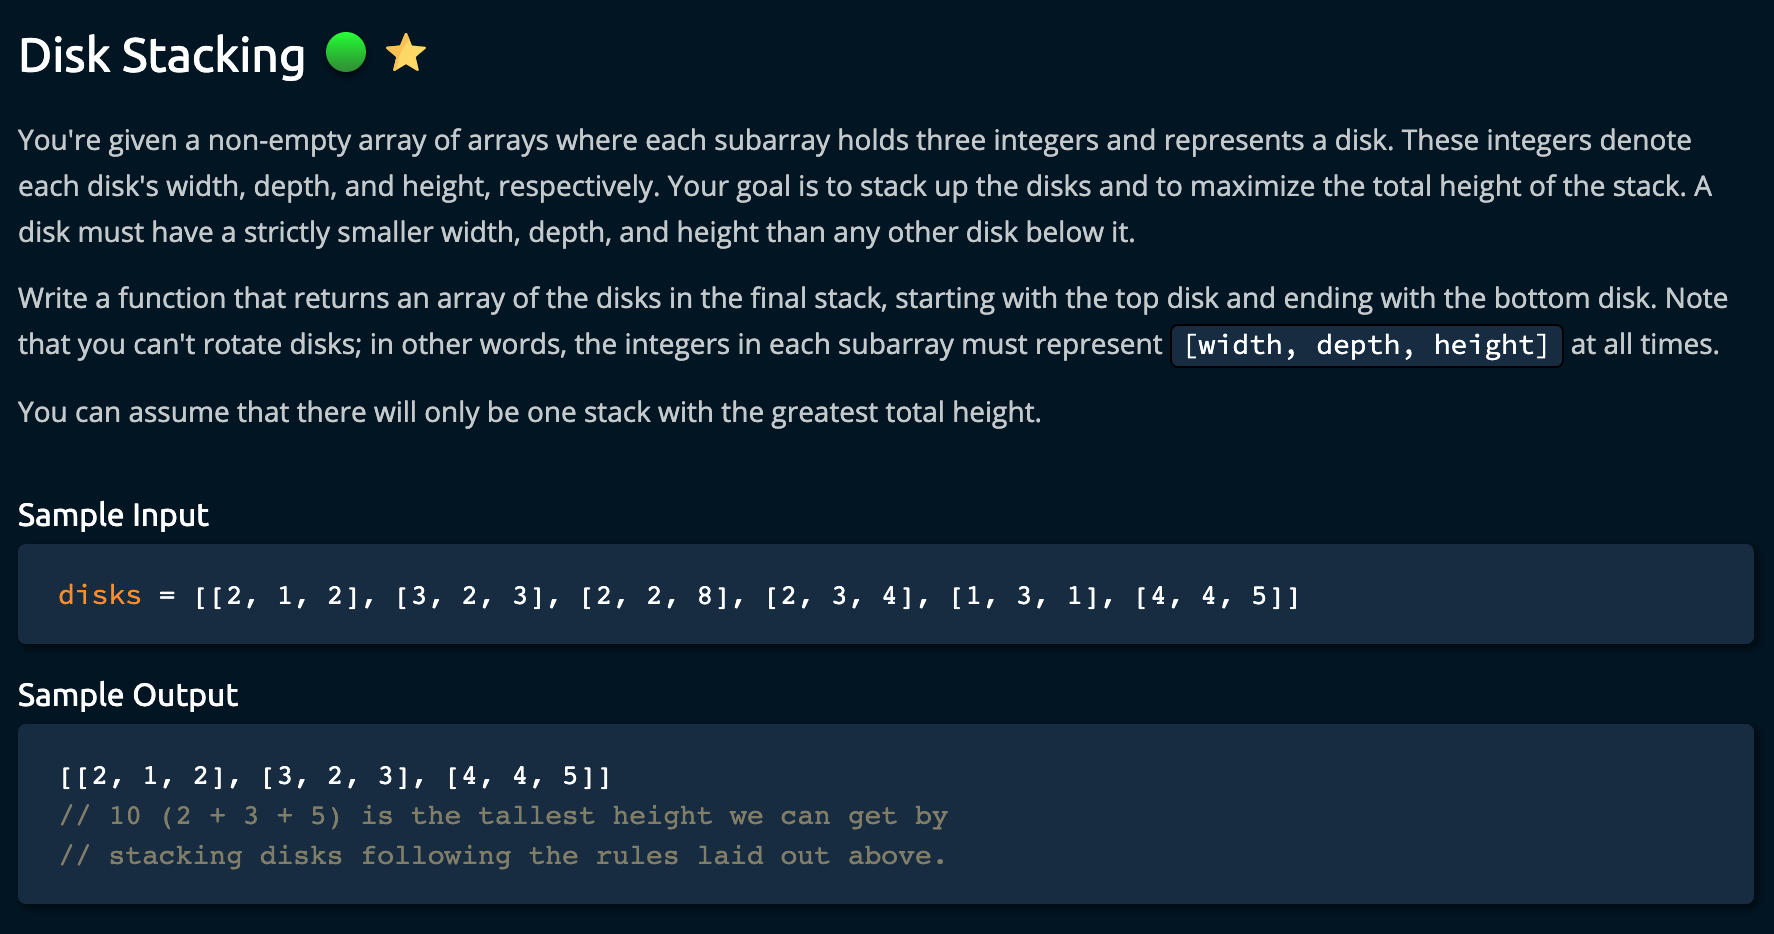 Disk Stacking
You're given a non-empty array of arrays where each subarray holds three integers and represents a disk. These integers denote
each disk's width, depth, and height, respectively. Your goal is to stack up the disks and to maximize the total height of the stack. A
disk must have a strictly smaller width, depth, and height than any other disk below it.
Write a function that returns an array of the disks in the final stack, starting with the top disk and ending with the bottom disk. Note
that you can't rotate disks; in other words, the integers in each subarray must represent [width, depth, height] at all times.
You can assume that there will only be one stack with the greatest total height.
Sample Input
disks = [[2, 1, 2], [3, 2, 3], [2, 2, 8], [2, 3, 4], [1, 3, 1], [4, 4, 5]]
Sample Output
[[2, 1, 2], [3, 2, 3], [4, 4, 5]]
// 10 (2 + 3 + 5) is the tallest height we can get by
// stacking disks following the rules laid out above.